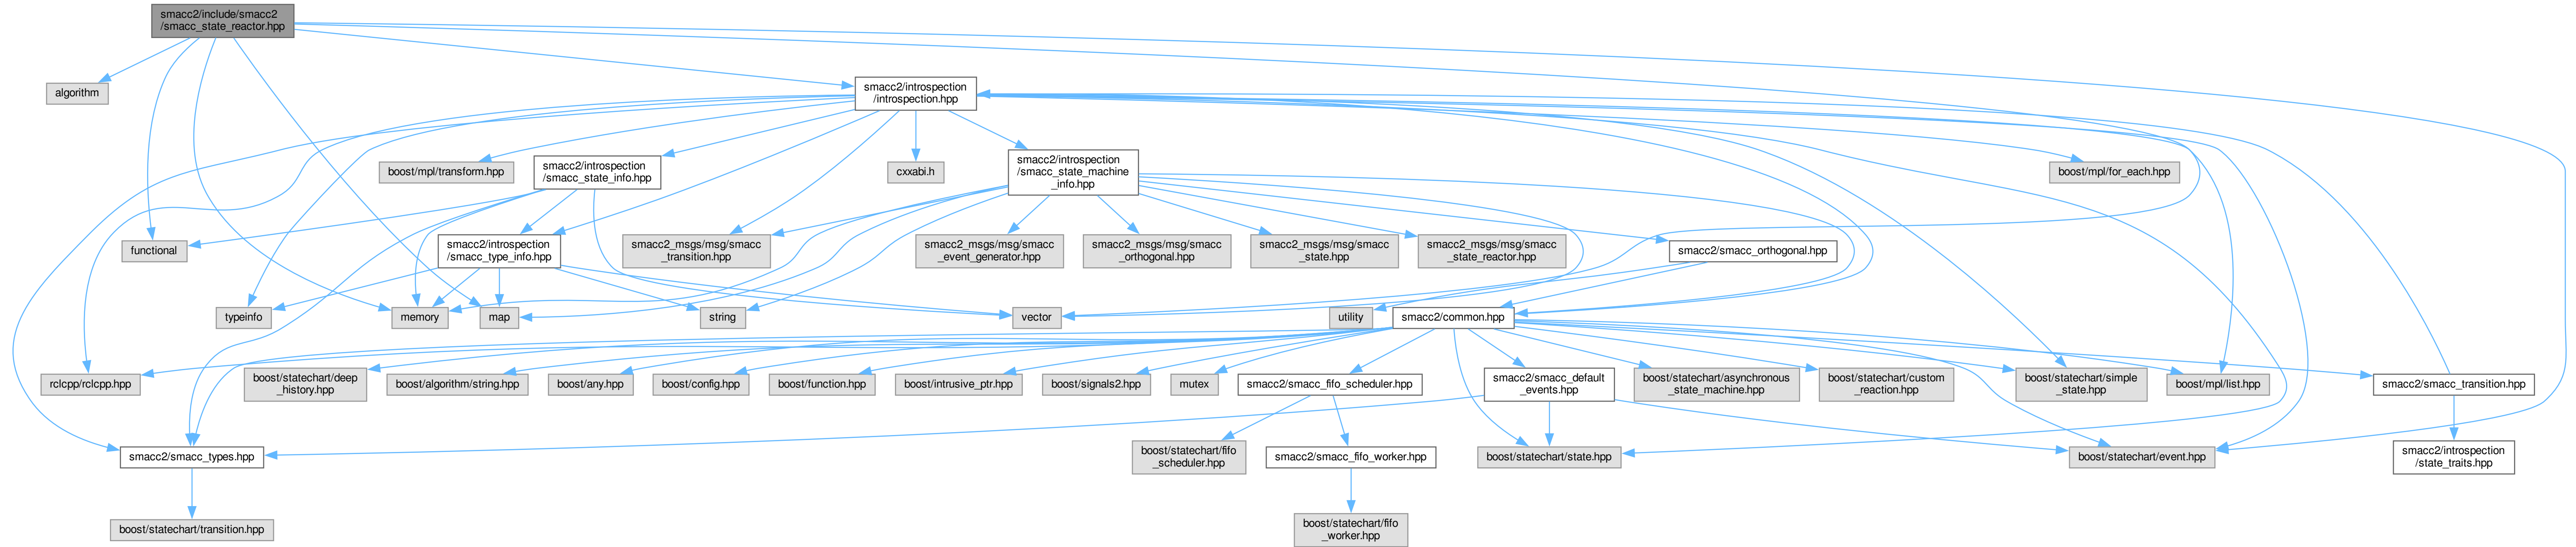 smacc2/include/smacc2
/smacc_state_reactor.hpp
algorithm
smacc2/introspection
/introspection.hpp
boost/mpl/transform.hpp
smacc2/introspection
/smacc_state_info.hpp
cxxabi.h
smacc2/introspection
/smacc_state_machine
_info.hpp
boost/mpl/for_each.hpp
functional
smacc2/introspection
/smacc_type_info.hpp
smacc2_msgs/msg/smacc
_transition.hpp
smacc2_msgs/msg/smacc
_event_generator.hpp
smacc2_msgs/msg/smacc
_orthogonal.hpp
smacc2_msgs/msg/smacc
_state.hpp
smacc2_msgs/msg/smacc
_state_reactor.hpp
smacc2/smacc_orthogonal.hpp
typeinfo
memory
map
string
vector
utility
smacc2/common.hpp
rclcpp/rclcpp.hpp
boost/statechart/deep
_history.hpp
boost/algorithm/string.hpp
boost/any.hpp
boost/config.hpp
boost/function.hpp
boost/intrusive_ptr.hpp
boost/signals2.hpp
mutex
smacc2/smacc_fifo_scheduler.hpp
smacc2/smacc_default
_events.hpp
boost/statechart/asynchronous
_state_machine.hpp
boost/statechart/custom
_reaction.hpp
boost/statechart/simple
_state.hpp
boost/mpl/list.hpp
smacc2/smacc_transition.hpp
smacc2/smacc_types.hpp
boost/statechart/fifo
_scheduler.hpp
smacc2/smacc_fifo_worker.hpp
boost/statechart/state.hpp
boost/statechart/event.hpp
smacc2/introspection
/state_traits.hpp
boost/statechart/transition.hpp
boost/statechart/fifo
_worker.hpp